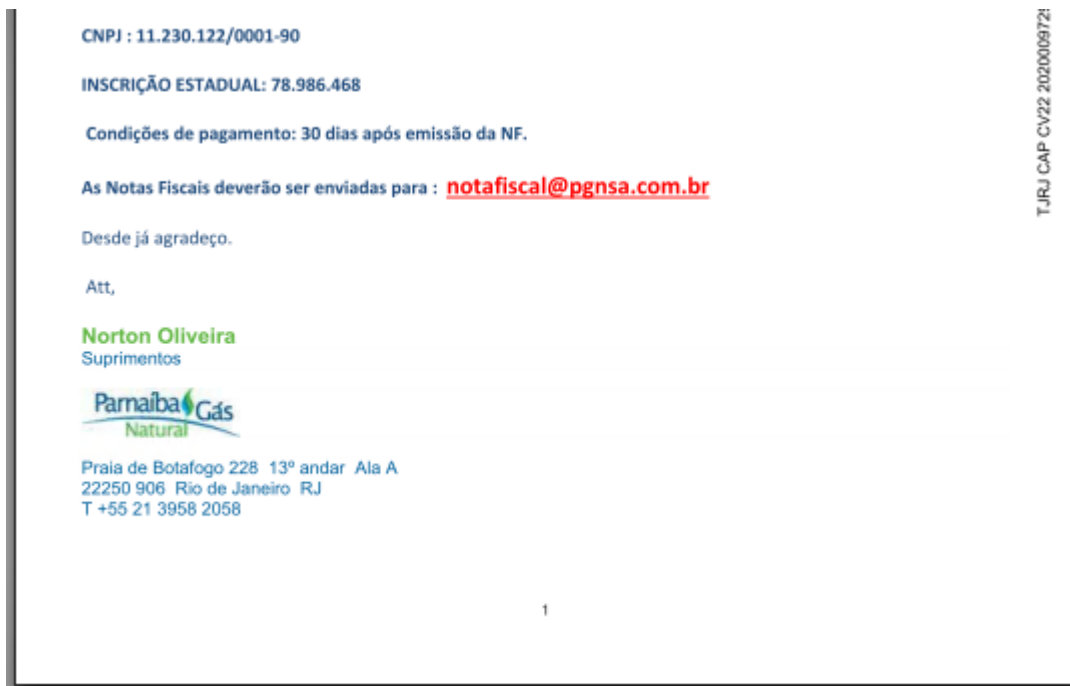 CNPJ : 11.230.122/0001-90
INSCRIÇÃO ESTADUAL: 78.986.468
Condições de pagamento: 30 dias após emissão da NF.
As Notas Fiscais deverão ser enviadas para : notafiscal@pgnsa.com.br
Desde já agradeço.
Att,
Norton Oliveira
Suprimentos
Parnaíba Gás
Natural
Praia de Botafogo 228 13º andar Ala A
22250 906 Rio de Janeiro RJ
T +55 21 3958 2058
1
TJRJ CAP CV22 2020009725